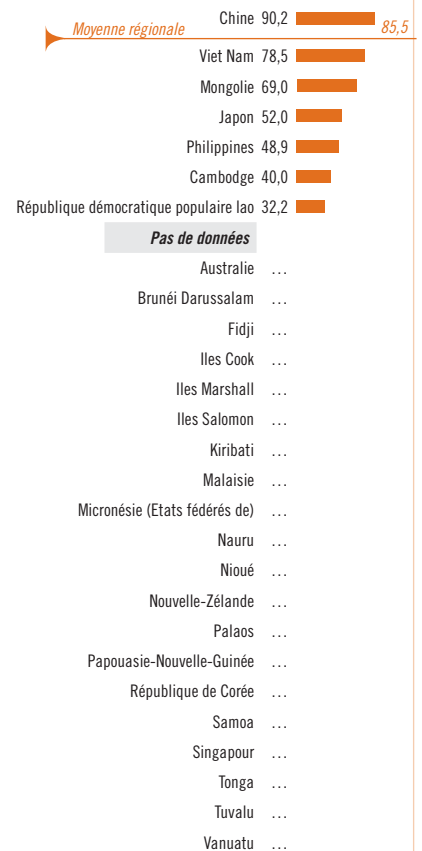 Chine 90,2
Moyenne régionale 85,5
Viet Nam 78,5
Mongolie 69,0
Japon 52,0
Philippines 48,9
Cambodge 40,0
République démocratique populaire lao 32,2
Pas de données
Australie ...
Brunéi Darussalam ...
Fidji ...
Iles Cook ...
Iles Marshall ...
Iles Salomon ...
Kiribati ...
Malaisie ...
Micronésie (Etats fédérés de) ...
Nauru ...
Nioué ...
Nouvelle-Zélande ...
Palaos ...
Papouasie-Nouvelle-Guinée ...
République de Corée ...
Samoa ...
Singapour ...
Tonga ...
Tuvalu ...
Vanuatu ...